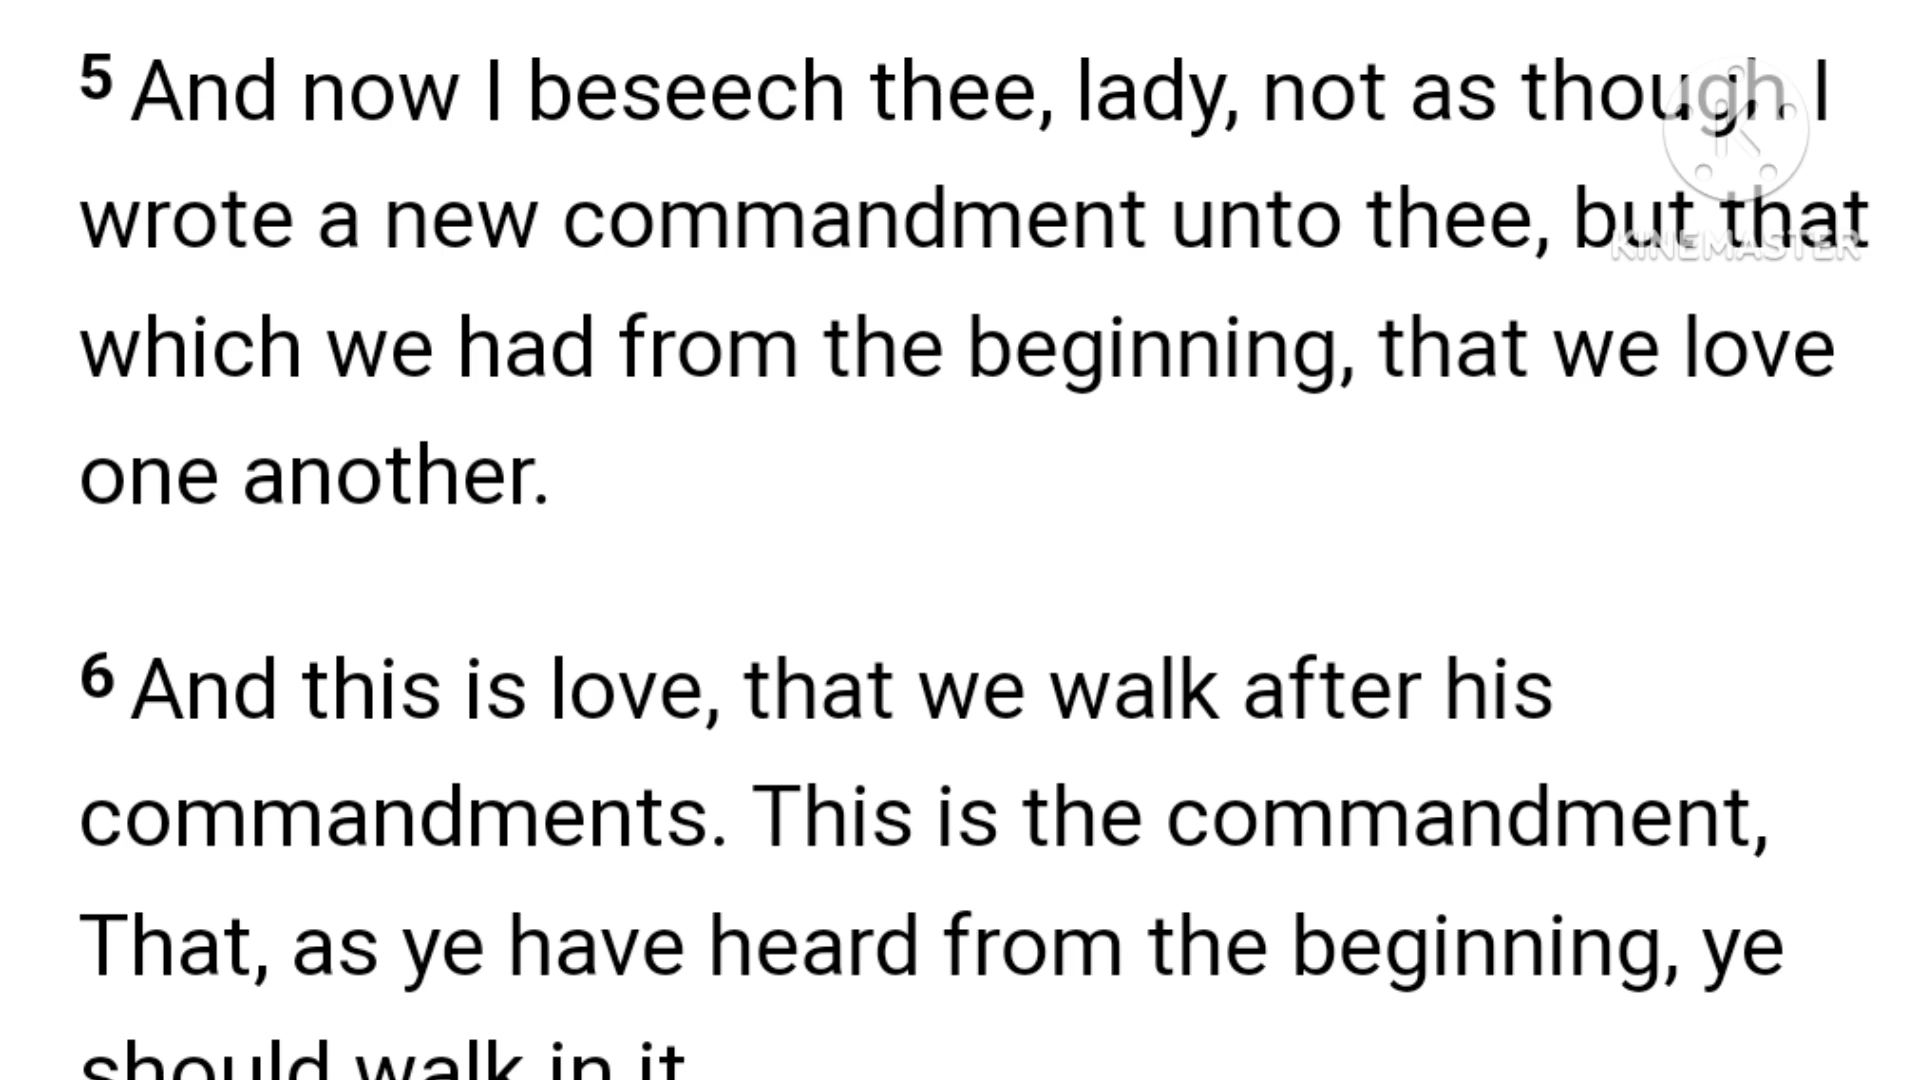 5 And now I beseech thee, lady, not as though I
wrote a new commandment unto thee, but that
KINEMASTER
which we had from the beginning, that we love
one another.
6 And this is love, that we walk after his
commandments. This is the commandment,
That, as ye have heard from the beginning, ye
should walk in it